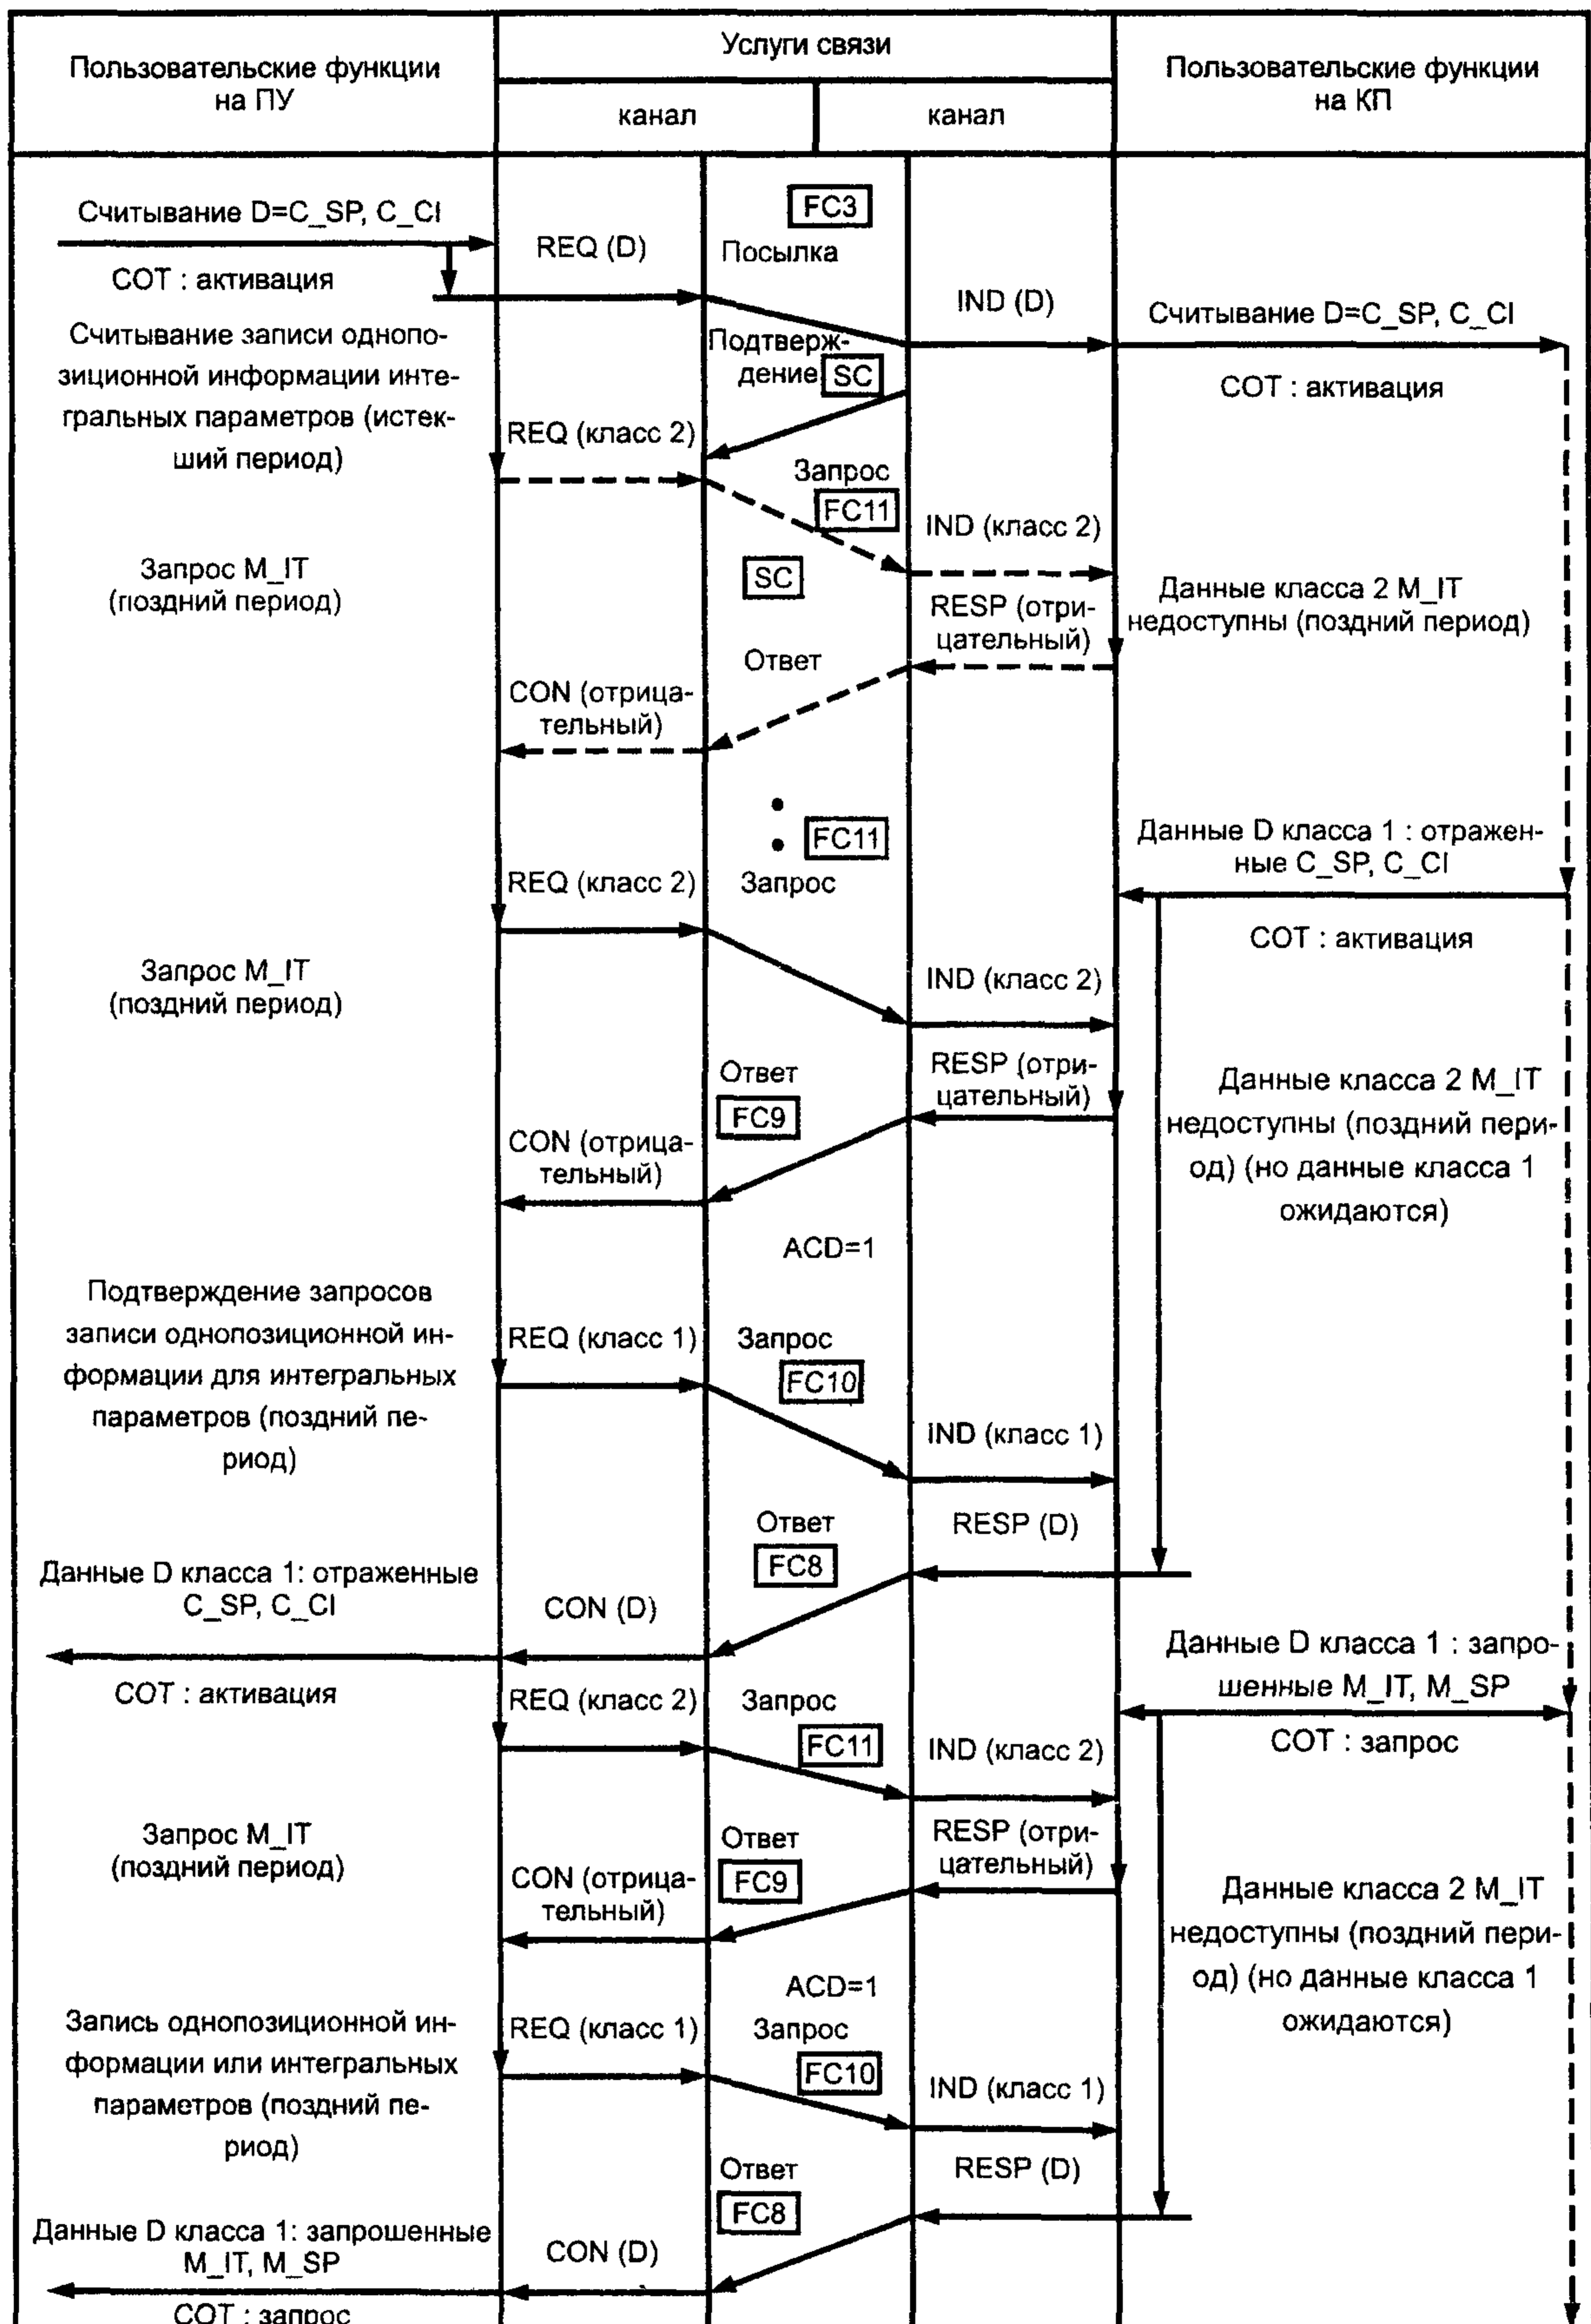 Пользовательские функции
на ПУ
Услуги связи
канал
канал
Пользовательские функции
на КП
Считывание D=C_SP, C_CI
COT : активация
Считывание записи однопо-
зиционной информации инте-
гральных параметров (истек-
ший период)
REQ (D)
FC3
Посылка
IND (D)
Считывание D=C_SP, C_CI
COT : активация
Подтверж-
дение SC
REQ (класс 2)
Запрос
FC11
IND (класс 2)
Запрос M_IT
(поздний период)
SC
Данные класса 2 M_IT
недоступны (поздний период)
RESP (отри-
цательный)
Ответ
CON (отрица-
тельный)
FC11
Данные D класса 1 : отражен-
ные C_SP, C_CI
REQ (класс 2)
Запрос
COT : активация
Запрос M_IT
(поздний период)
IND (класс 2)
Ответ
FC9
RESP (отри-
цательный)
Данные класса 2 M_IT
недоступны (поздний пери-
од) (но данные класса 1
ожидаются)
CON (отрица-
тельный)
ACD=1
Подтверждение запросов
записи однопозиционной ин-
формации для интегральных
параметров (поздний пе-
риод)
REQ (класс 1)
Запрос
FC10
IND (класс 1)
Ответ
FC8
RESP (D)
Данные D класса 1: отраженные
C_SP, C_CI
CON (D)
COT : активация
Данные D класса 1 : запро-
шенные M_IT, M_SP
COT : запрос
REQ (класс 2)
Запрос
FC11
IND (класс 2)
Запрос M_IT
(поздний период)
Ответ
FC9
RESP (отри-
цательный)
CON (отрица-
тельный)
Данные класса 2 M_IT
недоступны (поздний пери-
од) (но данные класса 1
ожидаются)
ACD=1
Запись однопозиционной ин-
формации или интегральных
параметров (поздний пе-
риод)
REQ (класс 1)
Запрос
FC10
IND (класс 1)
Ответ
FC8
RESP (D)
Данные D класса 1: запрошенные
M_IT, M_SP
CON (D)
COT : запрос